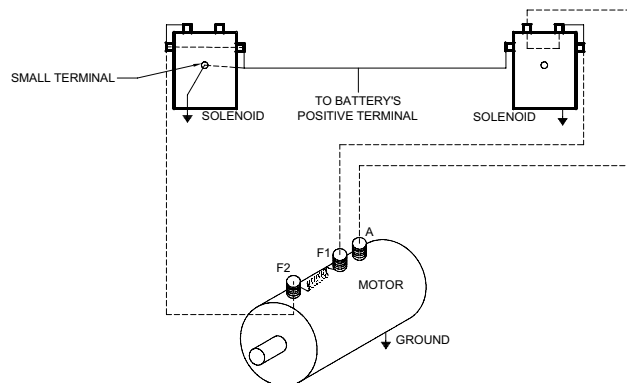 SMALL TERMINAL
SOLENOID
TO BATTERY'S
POSITIVE TERMINAL
SOLENOID
A
F1
F2
MOTOR
GROUND